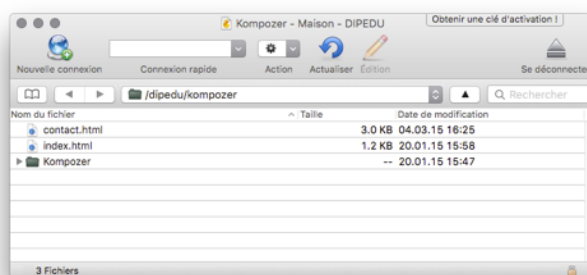 Kompozer - Maison - DIPEDU
Obtenir une clé d'activation !
Nouvelle connexion
Connexion rapide
Action
Actualiser
Édition
Se déconnecte
/dipedu/kompozer
Rechercher
Nom du fichier Taille Date de modification
contact.html 3.0 KB 04.03.15 16:25
index.html 1.2 KB 20.01.15 15:58
Kompozer -- 20.01.15 15:47
3 Fichiers